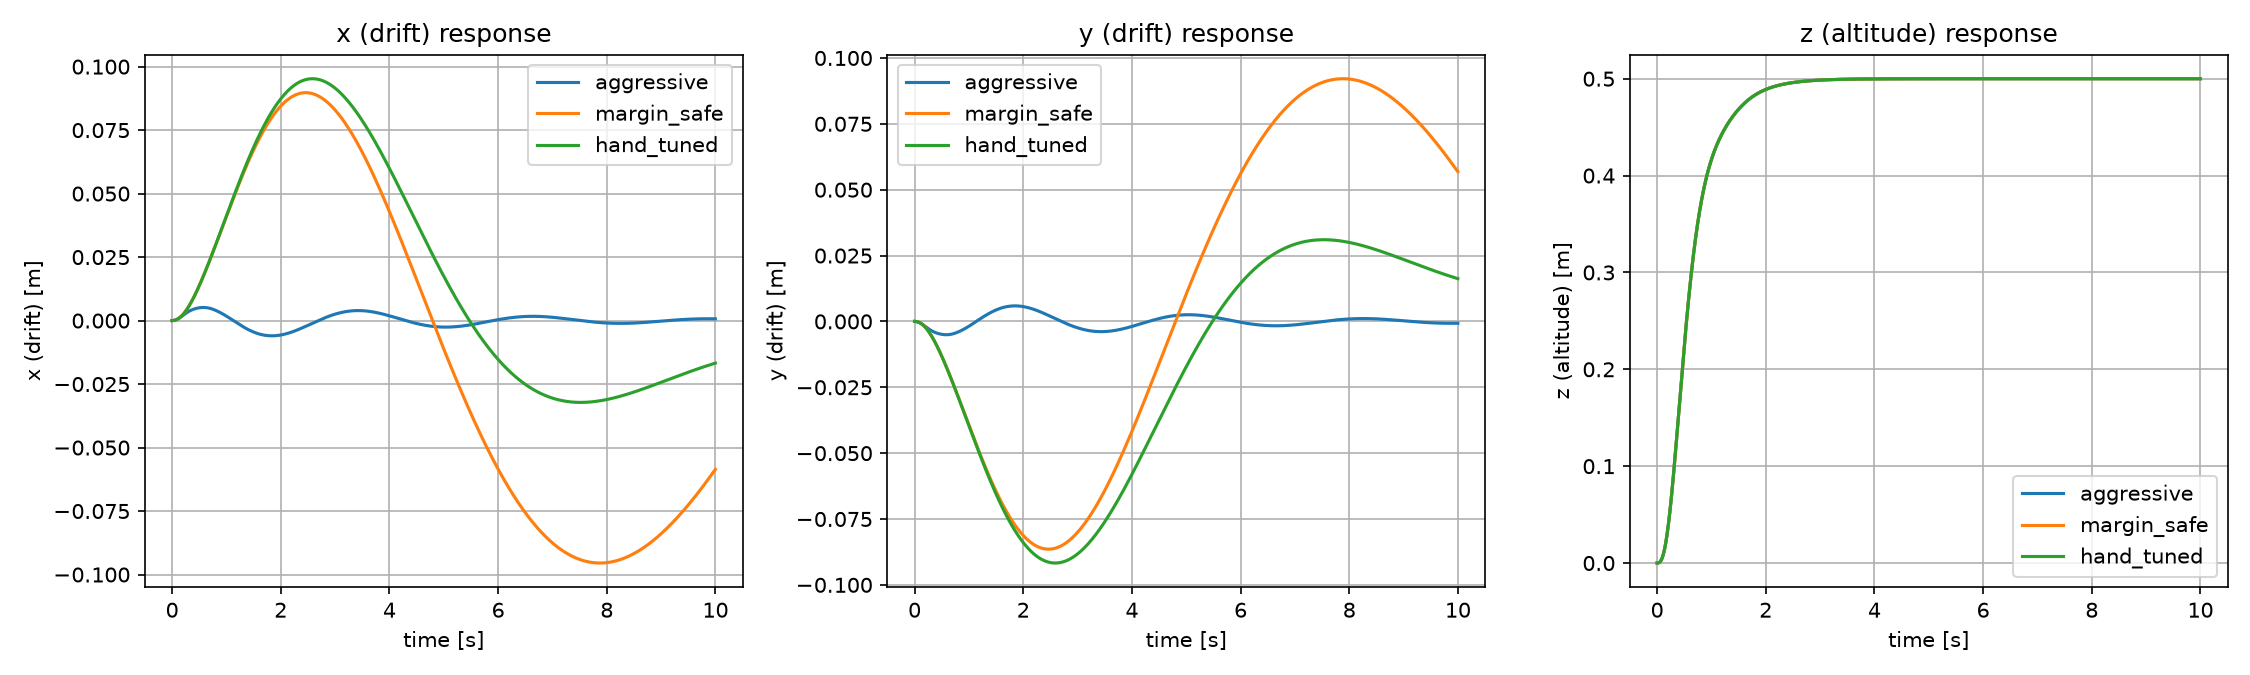 x (drift) response
x (drift) [m]
0.100
0.075
0.050
0.025
0.000
−0.025
−0.050
−0.075
−0.100
aggressive
margin_safe
hand_tuned
0 2 4 6 8 10
time [s]
y (drift) response
y (drift) [m]
0.100
0.075
0.050
0.025
0.000
−0.025
−0.050
−0.075
−0.100
aggressive
margin_safe
hand_tuned
0 2 4 6 8 10
time [s]
z (altitude) response
z (altitude) [m]
0.5
0.4
0.3
0.2
0.1
0.0
aggressive
margin_safe
hand_tuned
0 2 4 6 8 10
time [s]